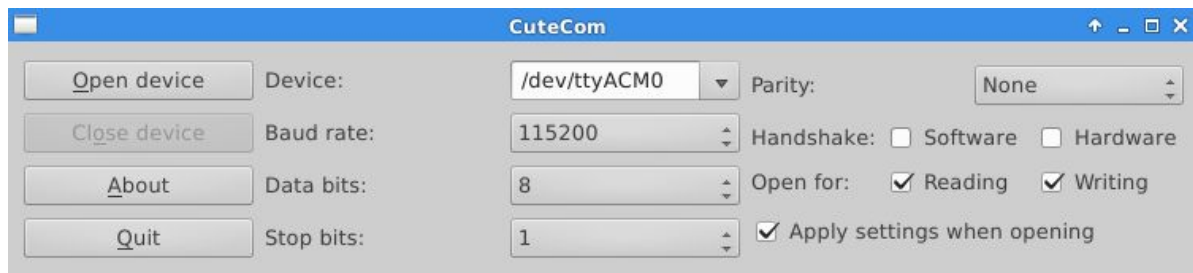 CuteCom
Open device Device: /dev/ttyACM0 Parity: None
Close device Baud rate: 115200 Handshake: Software Hardware
About Data bits: 8 Open for: Reading Writing
Quit Stop bits: 1 Apply settings when opening